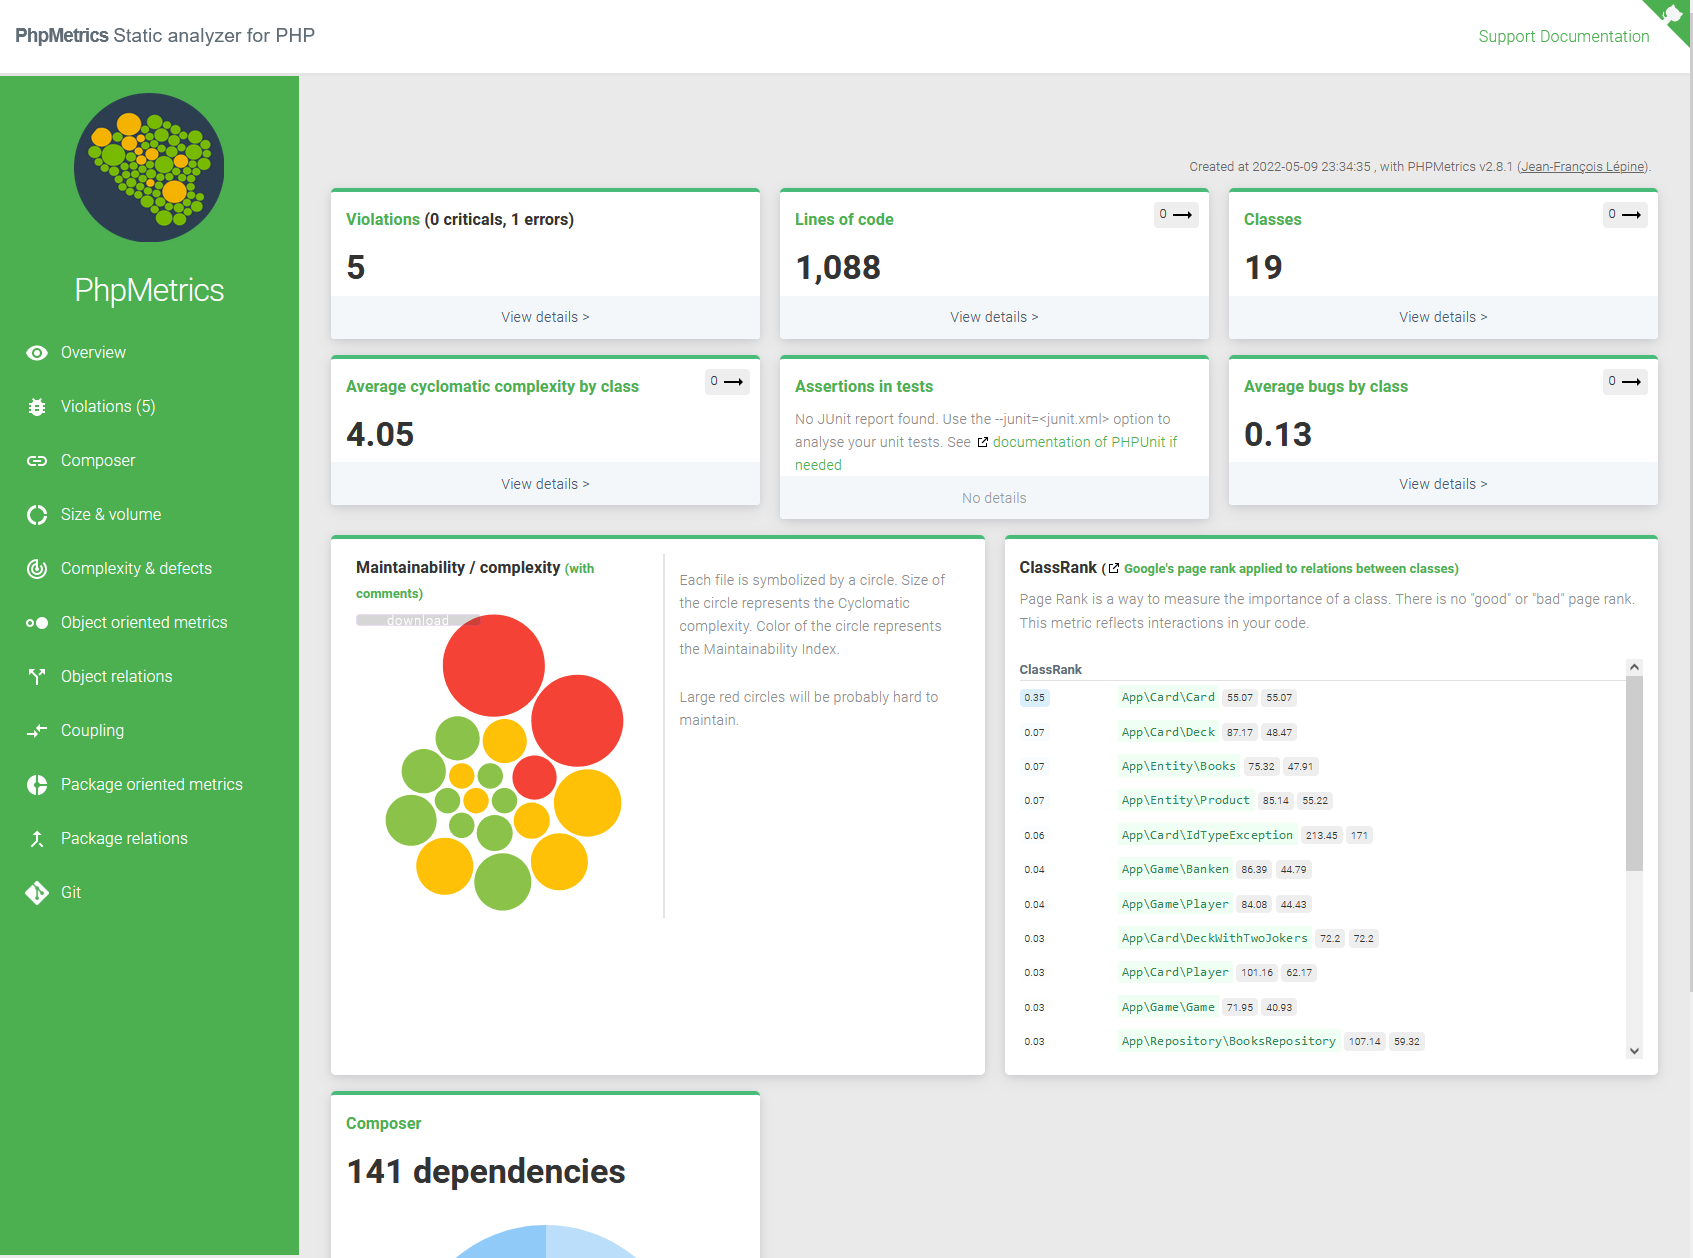 PhpMetrics Static analyzer for PHP
Support Documentation
PhpMetrics
Overview
Violations (5)
Composer
Size & volume
Complexity & defects
Object oriented metrics
Object relations
Coupling
Package oriented metrics
Package relations
Git
Created at 2022-05-09 23:34:35 , with PHPMetrics v2.8.1 (Jean-François Lépine).
Violations (0 criticals, 1 errors)
5
View details >
Lines of code
0
1,088
View details >
Classes
0
19
View details >
Average cyclomatic complexity by class
0
4.05
View details >
Assertions in tests
No JUnit report found. Use the --junit=<junit.xml> option to
analyse your unit tests. See documentation of PHPUnit if
needed
No details
Average bugs by class
0
0.13
View details >
Maintainability / complexity (with
comments)
download
Each file is symbolized by a circle. Size of
the circle represents the Cyclomatic
complexity. Color of the circle represents
the Maintainability Index.
Large red circles will be probably hard to
maintain.
ClassRank (Google's page rank applied to relations between classes)
Page Rank is a way to measure the importance of a class. There is no "good" or "bad" page rank.
This metric reflects interactions in your code.
ClassRank
0.35 App\Card\Card 55.07 55.07
0.07 App\Card\Deck 87.17 48.47
0.07 App\Entity\Books 75.32 47.91
0.07 App\Entity\Product 85.14 55.22
0.06 App\Card\IdTypeException 213.45 171
0.04 App\Game\Banken 86.39 44.79
0.04 App\Game\Player 84.08 44.43
0.03 App\Card\DeckWithTwoJokers 72.2 72.2
0.03 App\Card\Player 101.16 62.17
0.03 App\Game\Game 71.95 40.93
0.03 App\Repository\BooksRepository 107.14 59.32
Composer
141 dependencies